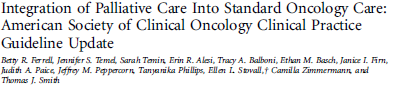 Integration of Palliative Care Into Standard Oncology Care:
American Society of Clinical Oncology Clinical Practice
Guideline Update
Betty R. Ferrell, Jennifer S. Temel, Sarah Temin, Erin R. Alesi, Tracy A. Balboni, Ethan M. Basch, Janice I. Firn,
Judith A. Paice, Jeffrey M. Peppercorn, Tanyanika Phillips, Ellen L. Stovall,† Camilla Zimmermann, and
Thomas J. Smith